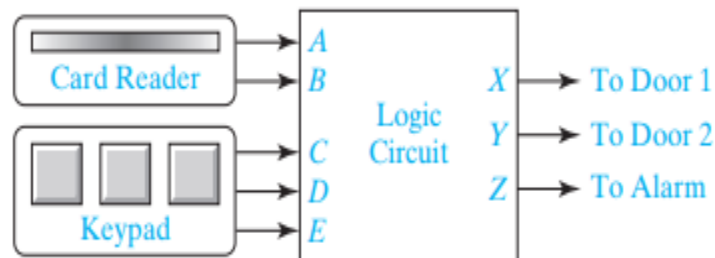 Card Reader
Keypad
A
B
C
D
E
Logic
Circuit
X
Y
Z
To Door 1
To Door 2
To Alarm